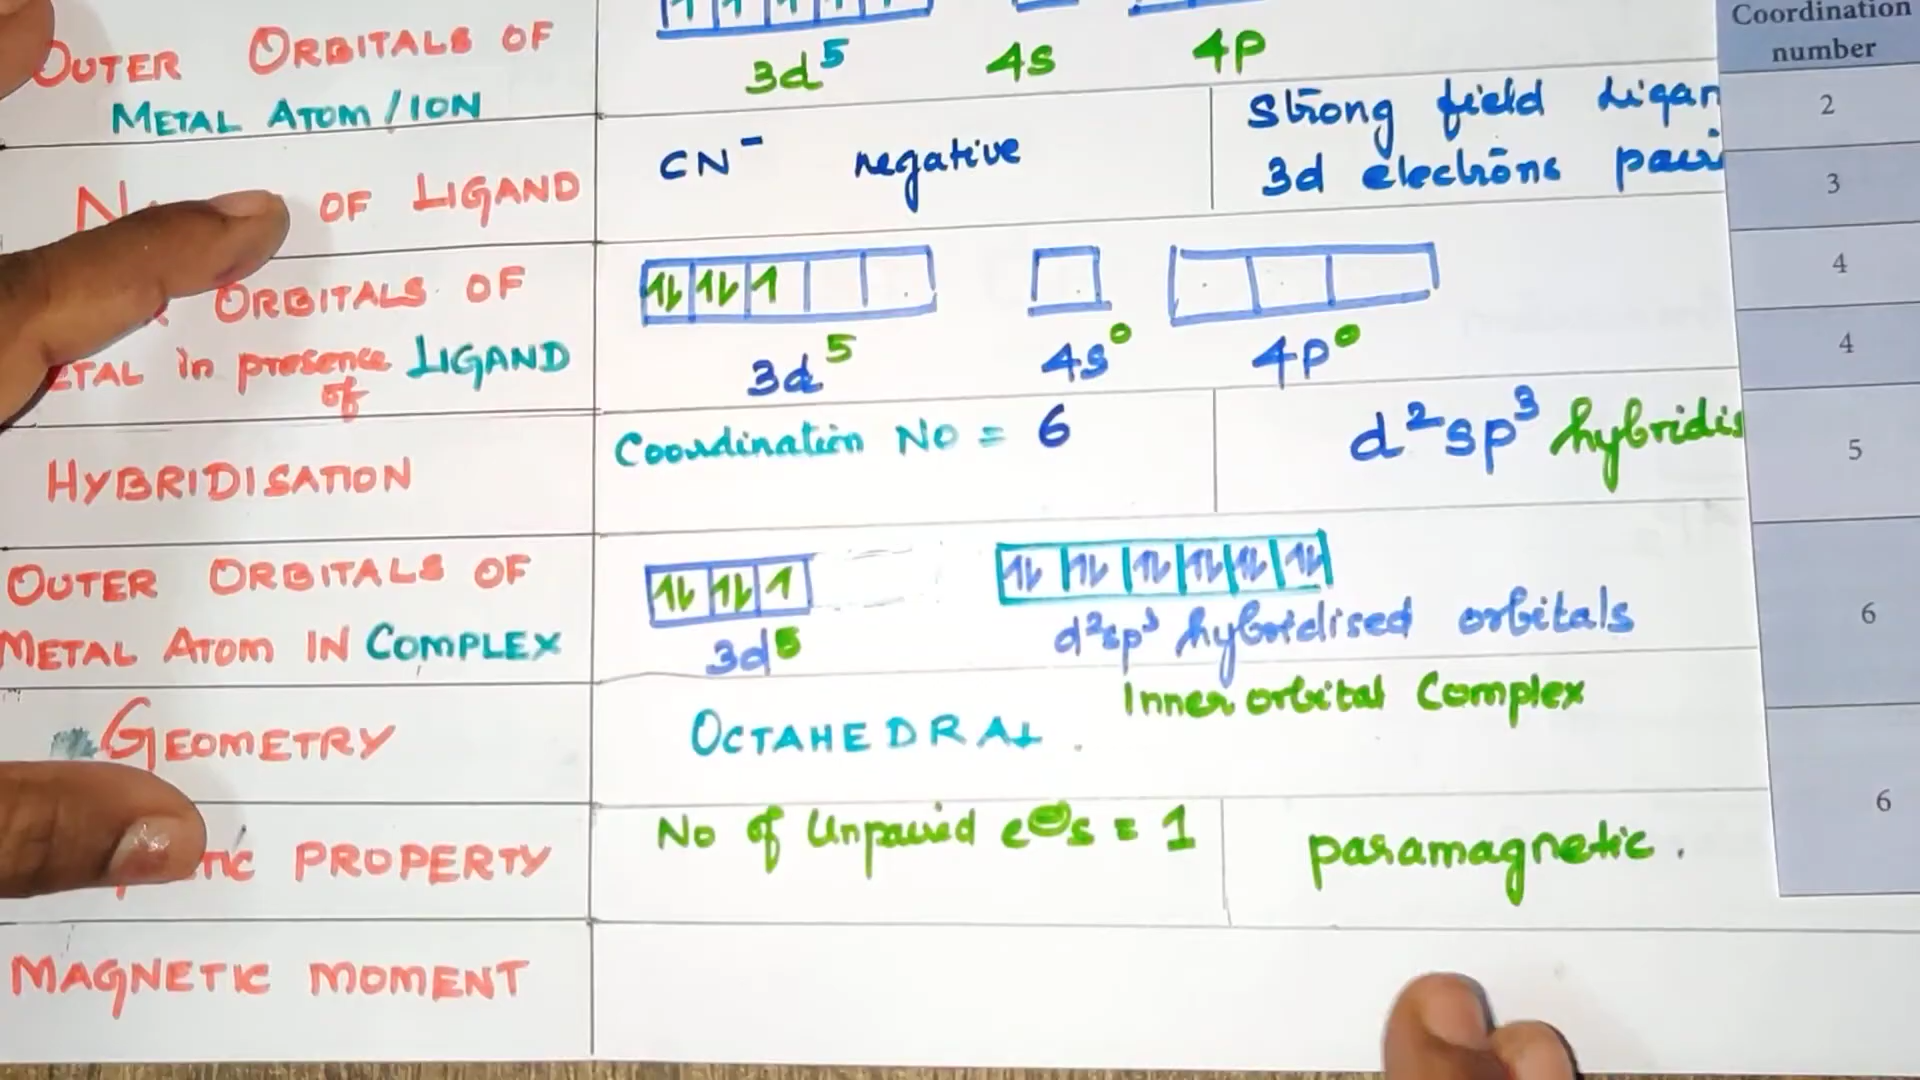 OUTER ORBITALS OF
METAL ATOM/ION
3d5 4s 4p
CN⁻ negative
strong field
3d electrons
OF LIGAND
ORBITALS OF
in presence of LIGAND
3d5 4s0 4p0
HYBRIDISATION
Coordination No = 6
d²sp³
OUTER ORBITALS OF
METAL ATOM IN COMPLEX
3d5
d²sp³ hybridised orbitals
GEOMETRY
OCTAHEDRAL.
Inner orbital Complex
PROPERTY
No of Unpaired e⊖s = 1
paramagnetic.
MAGNETIC MOMENT
Coordination
number
2
3
4
4
5
6
6